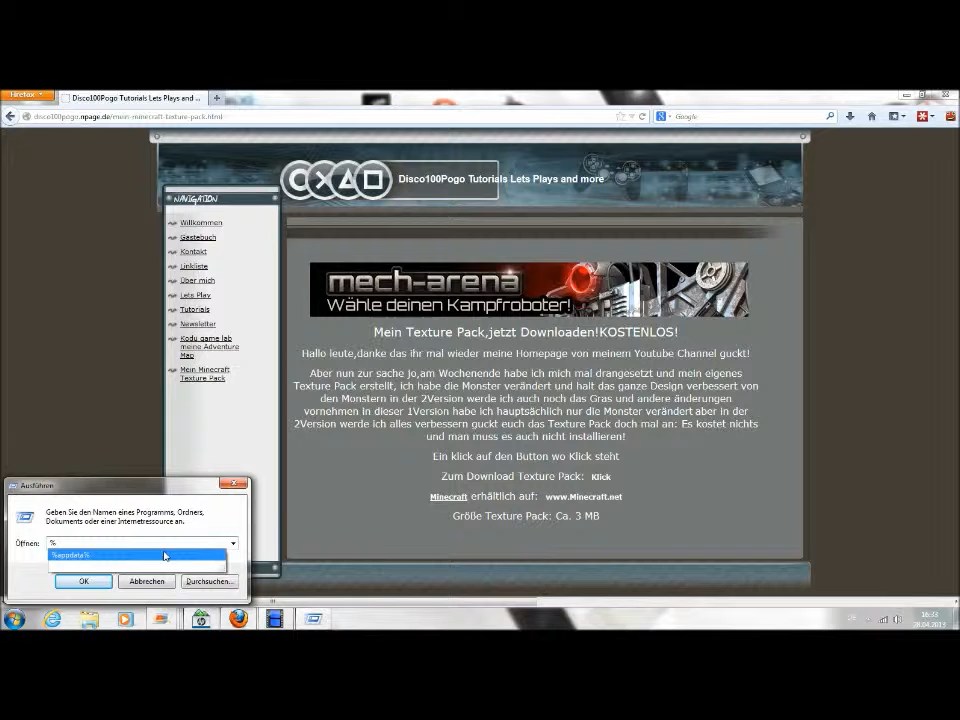 Firefox
Disco100Pogo Tutorials Lets Plays and ...
disco100pogo.npage.de/mein-minecraft-texture-pack.html
Google
Disco100Pogo Tutorials Lets Plays and more
NAVIGATION
Willkommen
Gästebuch
Kontakt
Linkliste
Über mich
Lets Play
Tutorials
Newsletter
Kodu game lab
meine Adventure
Map
Mein Minecraft
Texture Pack
mech-arena
Wähle deinen Kampfroboter!
Mein Texture Pack,jetzt Downloaden!KOSTENLOS!
Hallo leute,danke das ihr mal wieder meine Homepage von meinem Youtube Channel guckt!
Aber nun zur sache jo,am Wochenende habe ich mich mal drangesetzt und mein eigenes
Texture Pack erstellt, ich habe die Monster verändert und halt das ganze Design verbessert von
den Monstern in der 2Version werde ich auch noch das Gras und andere änderungen
vornehmen in dieser 1Version habe ich hauptsächlich nur die Monster verändert aber in der
2Version werde ich alles verbessern guckt euch das Texture Pack doch mal an: Es kostet nichts
und man muss es auch nicht installieren!
Ein klick auf den Button wo Klick steht
Zum Download Texture Pack: Klick
Minecraft erhältlich auf: www.Minecraft.net
Größe Texture Pack: Ca. 3 MB
Ausführen
Geben Sie den Namen eines Programms, Ordners,
Dokuments oder einer Internetressource an.
Öffnen: %
%appdata%
OK Abbrechen Durchsuchen...
16:33
28.04.2013